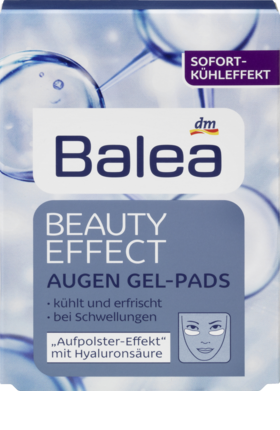 SOFORT-
KÜHLEFFEKT
dm
Balea
BEAUTY
EFFECT
AUGEN GEL-PADS
• kühlt und erfrischt
• bei Schwellungen
„Aufpolster-Effekt“
mit Hyaluronsäure